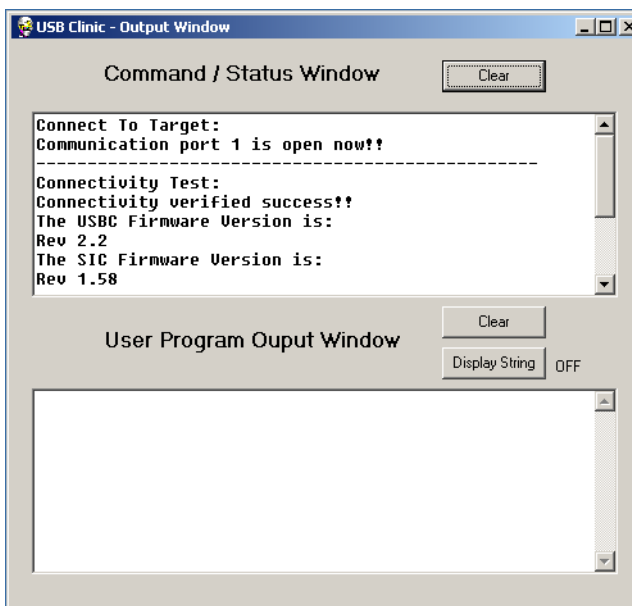 USB Clinic - Output Window
Command / Status Window
Clear
Connect To Target:
Communication port 1 is open now!!
-------------------------------------------------
Connectivity Test:
Connectivity verified success!!
The USBC Firmware Version is:
Rev 2.2
The SIC Firmware Version is:
Rev 1.58
Clear
User Program Ouput Window
Display String OFF